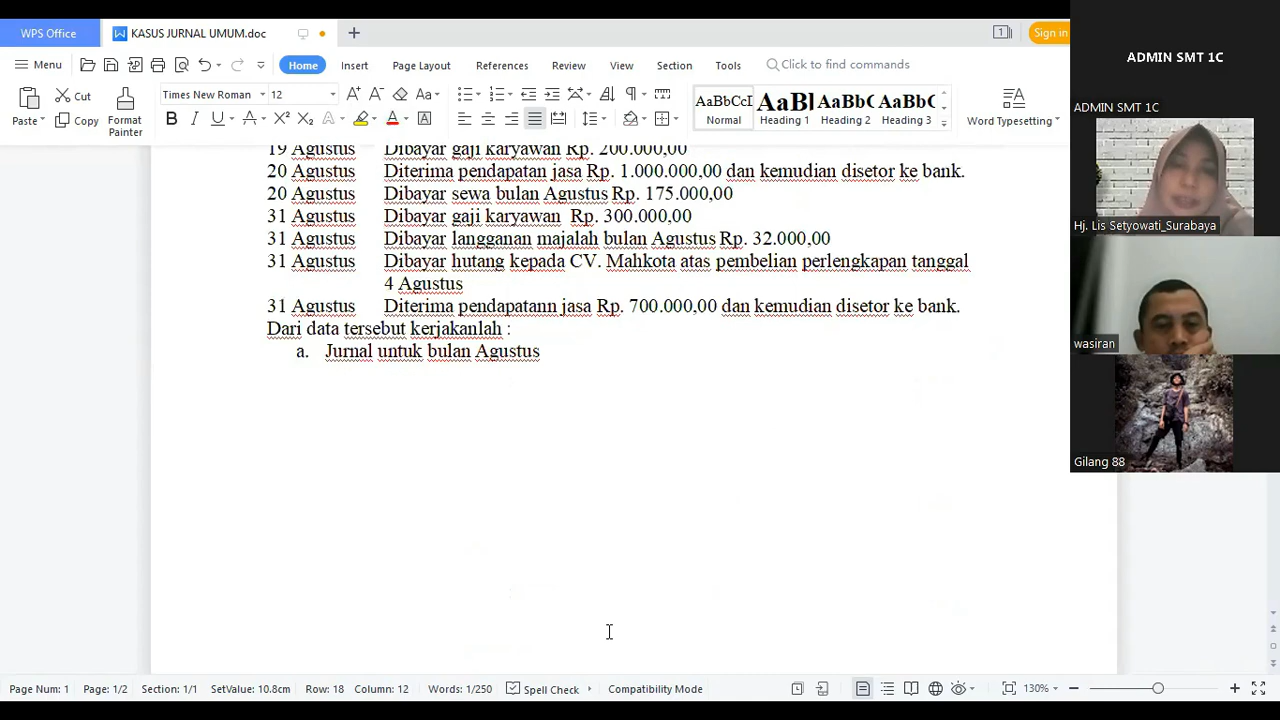 WPS Office
KASUS JURNAL UMUM.doc
1
Sign in
Menu
Home
Insert
Page Layout
References
Review
View
Section
Tools
Click to find commands
Paste
Cut
Copy
Format
Painter
Times New Roman
12
AaBbCcD
Normal
AaBl
Heading 1
AaBb(
Heading 2
AaBbC
Heading 3
Word Typesetting
19 Agustus Dibayar gaji karyawan Rp. 200.000,00
20 Agustus Diterima pendapatan jasa Rp. 1.000.000,00 dan kemudian disetor ke bank.
20 Agustus Dibayar sewa bulan Agustus Rp. 175.000,00
31 Agustus Dibayar gaji karyawan Rp. 300.000,00
31 Agustus Dibayar langganan majalah bulan Agustus Rp. 32.000,00
31 Agustus Dibayar hutang kepada CV. Mahkota atas pembelian perlengkapan tanggal
4 Agustus
31 Agustus Diterima pendapatann jasa Rp. 700.000,00 dan kemudian disetor ke bank.
Dari data tersebut kerjakanlah :
a. Jurnal untuk bulan Agustus
Page Num: 1
Page: 1/2
Section: 1/1
SetValue: 10.8cm
Row: 18
Column: 12
Words: 1/250
Spell Check
Compatibility Mode
130%
ADMIN SMT 1C
ADMIN SMT 1C
Hj. Lis Setyowati_Surabaya
wasiran
Gilang 88